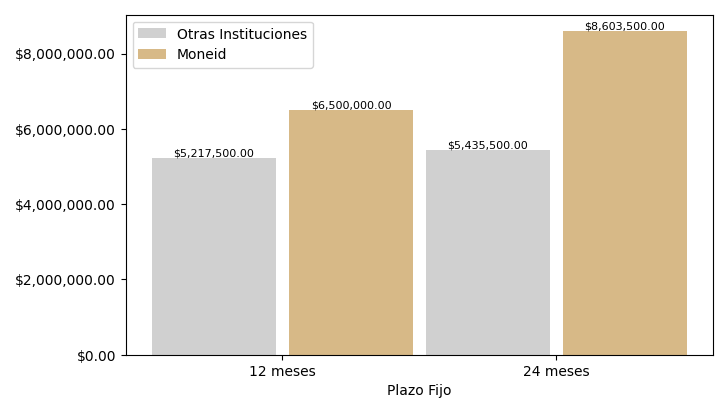 $8,603,500.00
Otras Instituciones
Moneid
$8,000,000.00
$6,500,000.00
$6,000,000.00
$5,217,500.00
$5,435,500.00
$4,000,000.00
$2,000,000.00
$0.00
12 meses
24 meses
Plazo Fijo